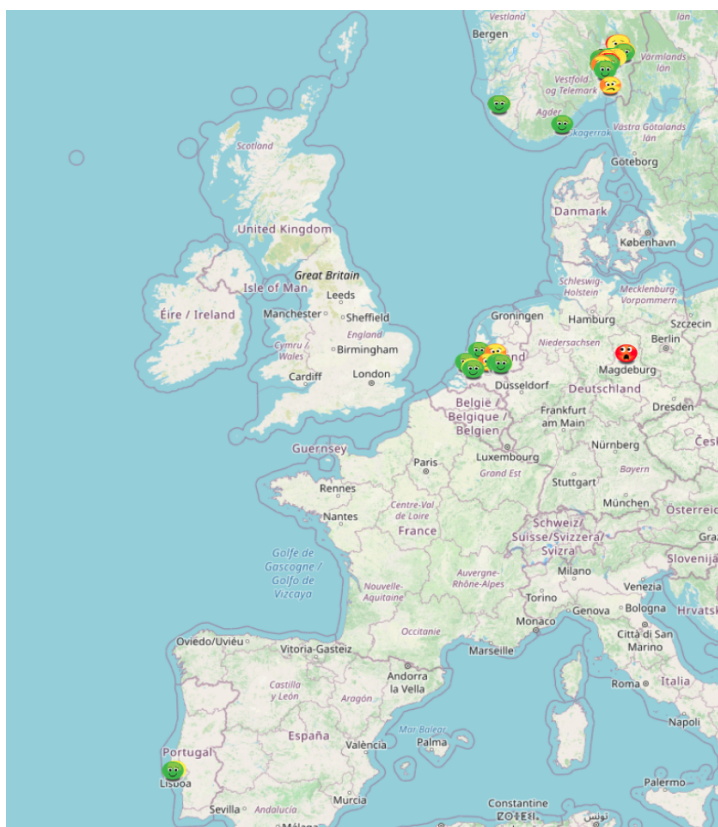 Vestland
län
Bergen
Värmlands
län
Vestfold
og Telemark
Agder
Västra Götalands
län
Scotland
Göteborg
Danmark
United Kingdom
København
Great Britain
Isle of Man
Leeds
Schleswig-
Holstein
Mecklenburg-
Vorpommern
Éire / Ireland
Manchester
Sheffield
Groningen
Hamburg
Szczecin
England
Niedersachsen
Berlin
Cymru /
Wales
Birmingham
Magdeburg
Cardiff
London
Düsseldorf
Deutschland
België
Belgique /
Belgien
Frankfurt
am Main
Dresden
Guernsey
Luxembourg
Nürnberg
Paris
Grand Est
Bayern
Rennes
Stuttgart
Centre-Val
de Loire
München
Nantes
France
Schweiz/
Suisse/Svizzera/
Svizra
Golfe de
Gascogne /
Golfo de
Vizcaya
Auvergne-
Rhône-Alpes
Milano
Nouvelle-
Aquitaine
Torino
Venezia
Genova
Bologna
Occitanie
Monaco
Oviedo/Uviéu
Vitoria-Gasteiz
Marseille
Città di San
Marino
Andorra
la Vella
Castilla
y León
Aragón
Roma
Italia
España
Mar Balear
Napoli
Portugal
València
Palma
Lisboa
Palermo
Murcia
Sevilla
Andalucía
Constantine
تونس